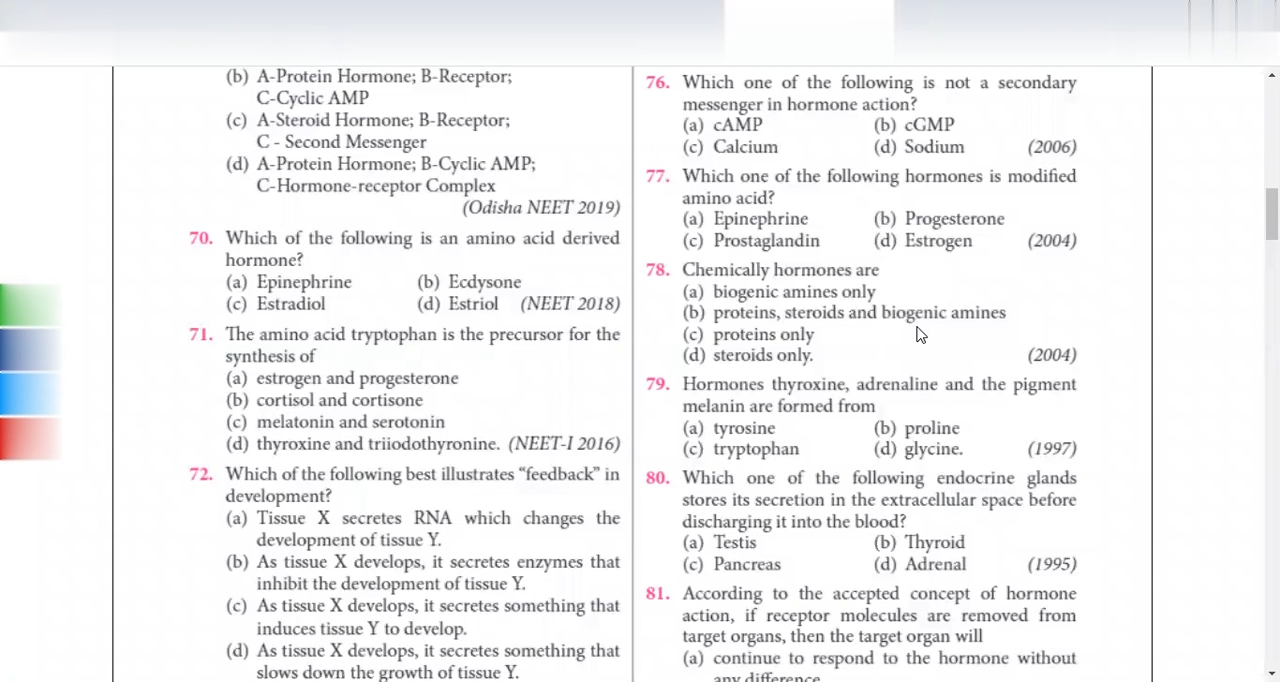 (b) A-Protein Hormone; B-Receptor;
C-Cyclic AMP
(c) A-Steroid Hormone; B-Receptor;
C - Second Messenger
(d) A-Protein Hormone; B-Cyclic AMP;
C-Hormone-receptor Complex
(Odisha NEET 2019)
70. Which of the following is an amino acid derived
hormone?
(a) Epinephrine (b) Ecdysone
(c) Estradiol (d) Estriol (NEET 2018)
71. The amino acid tryptophan is the precursor for the
synthesis of
(a) estrogen and progesterone
(b) cortisol and cortisone
(c) melatonin and serotonin
(d) thyroxine and triiodothyronine. (NEET-I 2016)
72. Which of the following best illustrates “feedback” in
development?
(a) Tissue X secretes RNA which changes the
development of tissue Y.
(b) As tissue X develops, it secretes enzymes that
inhibit the development of tissue Y.
(c) As tissue X develops, it secretes something that
induces tissue Y to develop.
(d) As tissue X develops, it secretes something that
slows down the growth of tissue Y.
76. Which one of the following is not a secondary
messenger in hormone action?
(a) cAMP (b) cGMP
(c) Calcium (d) Sodium (2006)
77. Which one of the following hormones is modified
amino acid?
(a) Epinephrine (b) Progesterone
(c) Prostaglandin (d) Estrogen (2004)
78. Chemically hormones are
(a) biogenic amines only
(b) proteins, steroids and biogenic amines
(c) proteins only
(d) steroids only. (2004)
79. Hormones thyroxine, adrenaline and the pigment
melanin are formed from
(a) tyrosine (b) proline
(c) tryptophan (d) glycine. (1997)
80. Which one of the following endocrine glands
stores its secretion in the extracellular space before
discharging it into the blood?
(a) Testis (b) Thyroid
(c) Pancreas (d) Adrenal (1995)
81. According to the accepted concept of hormone
action, if receptor molecules are removed from
target organs, then the target organ will
(a) continue to respond to the hormone without
any difference